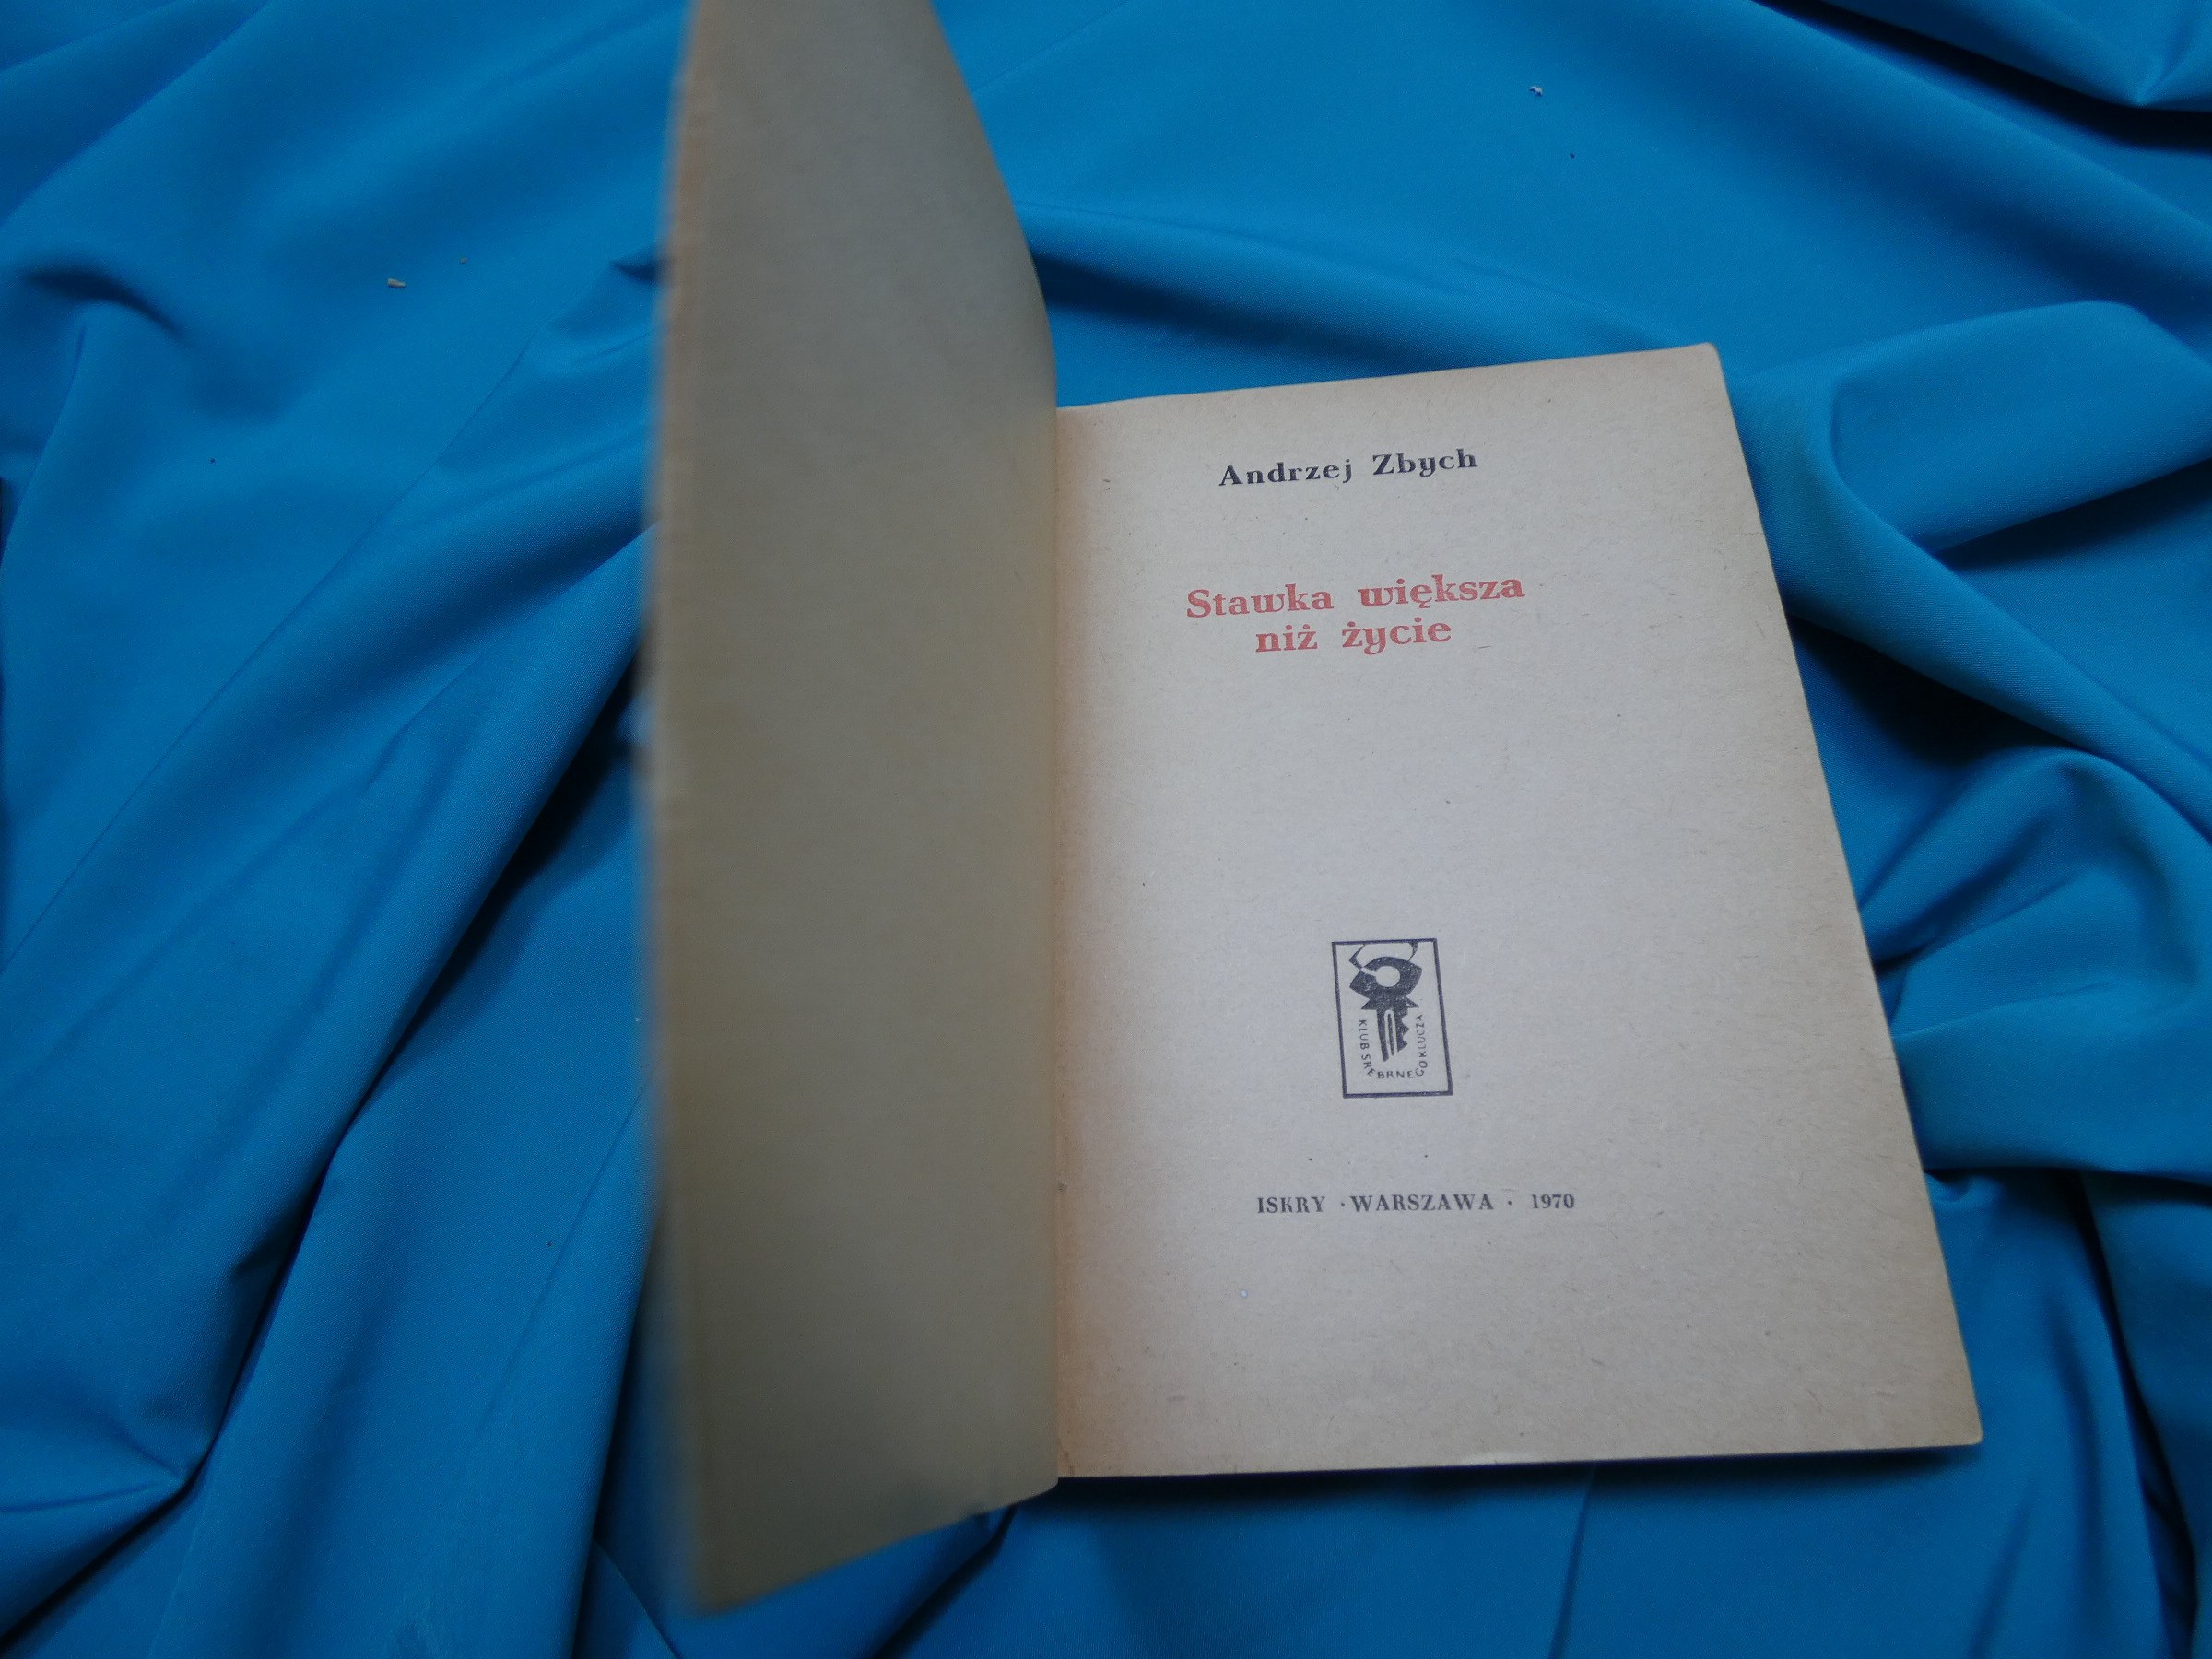 Andrzej Zbych
Stawka większa
niż życie
KLUB SREBRNEGO KLUCZA
ISKRY · WARSZAWA · 1970